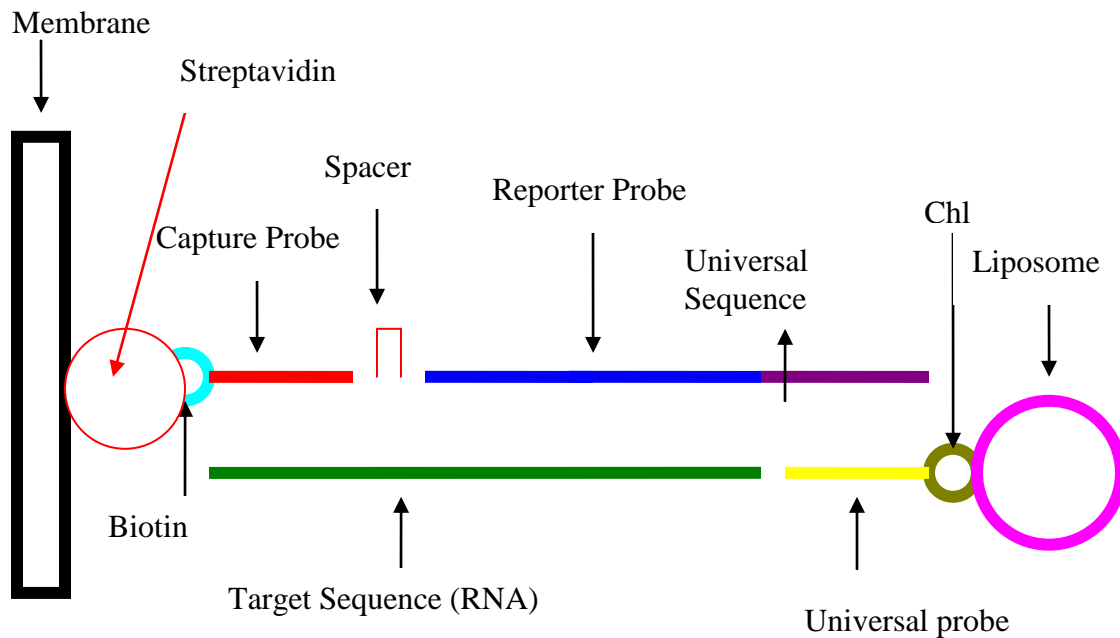 Membrane
Streptavidin
Spacer
Reporter Probe
Chl
Capture Probe
Universal
Sequence
Liposome
Biotin
Target Sequence (RNA)
Universal probe